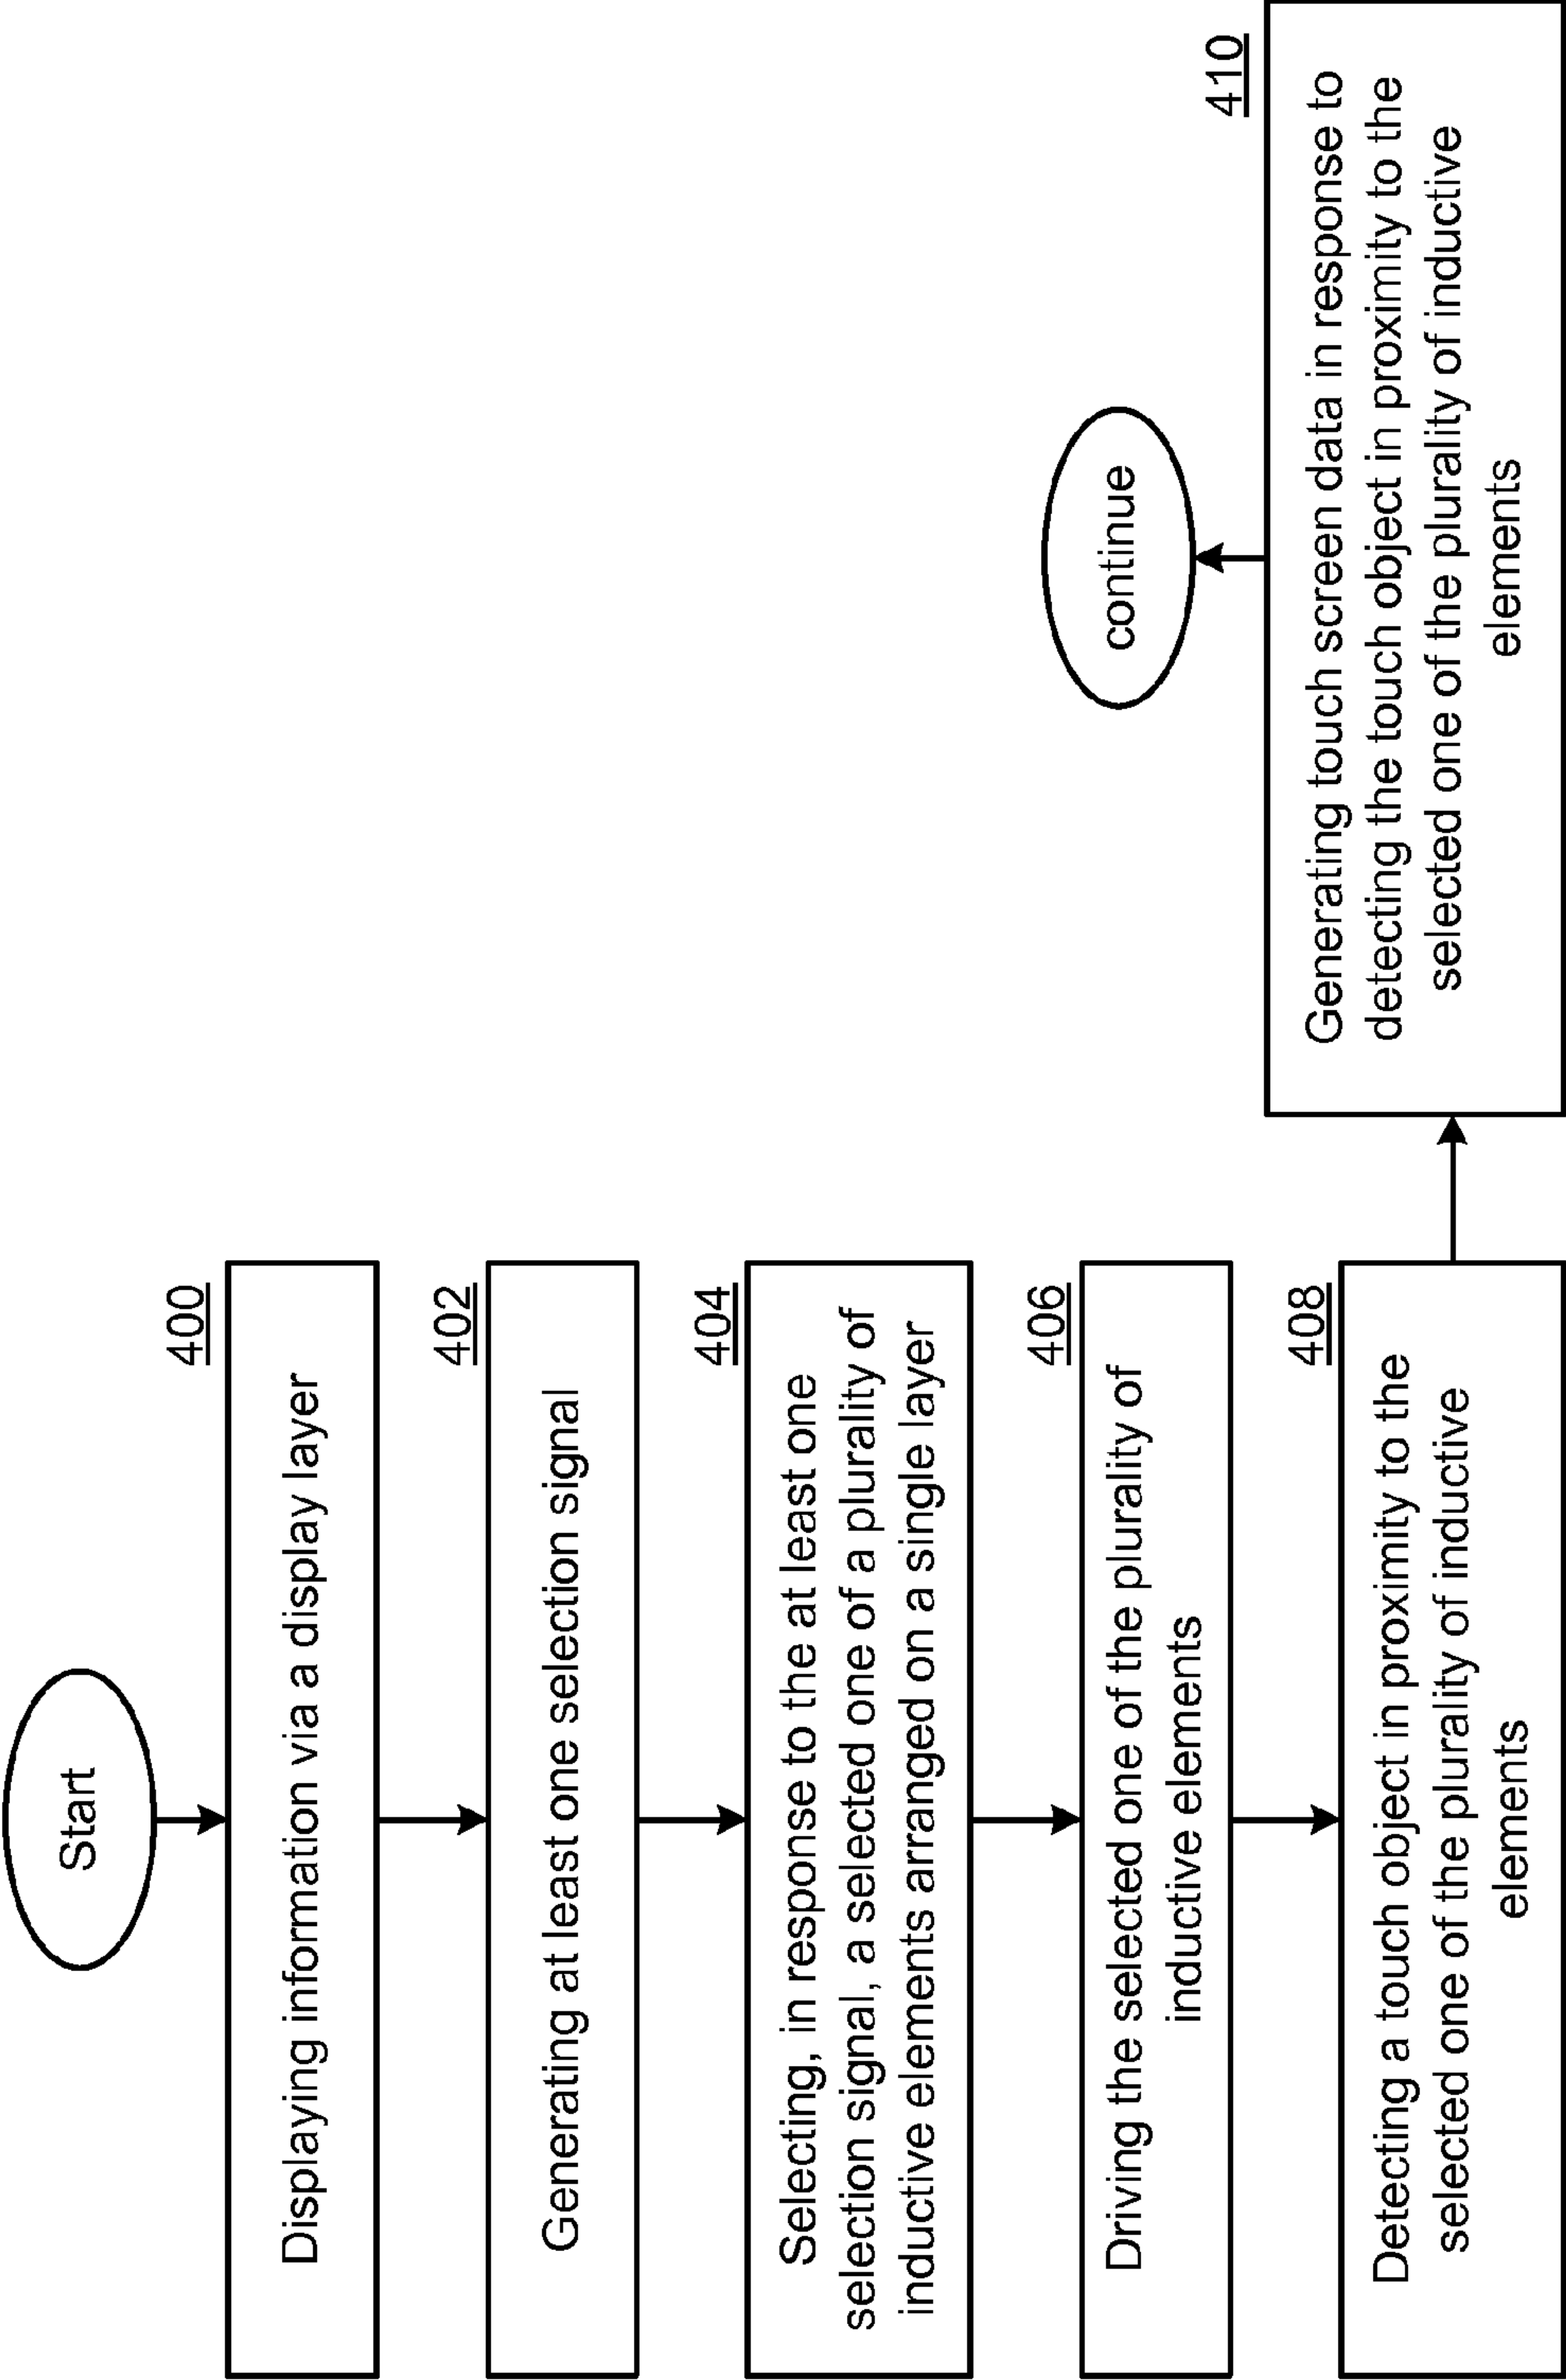 Start
400
Displaying information via a display layer
402
Generating at least one selection signal
404
Selecting, in response to the at least one
selection signal, a selected one of a plurality of
inductive elements arranged on a single layer
406
Driving the selected one of the plurality of
inductive elements
408
Detecting a touch object in proximity to the
selected one of the plurality of inductive
elements
410
Generating touch screen data in response to
detecting the touch object in proximity to the
selected one of the plurality of inductive
elements
continue